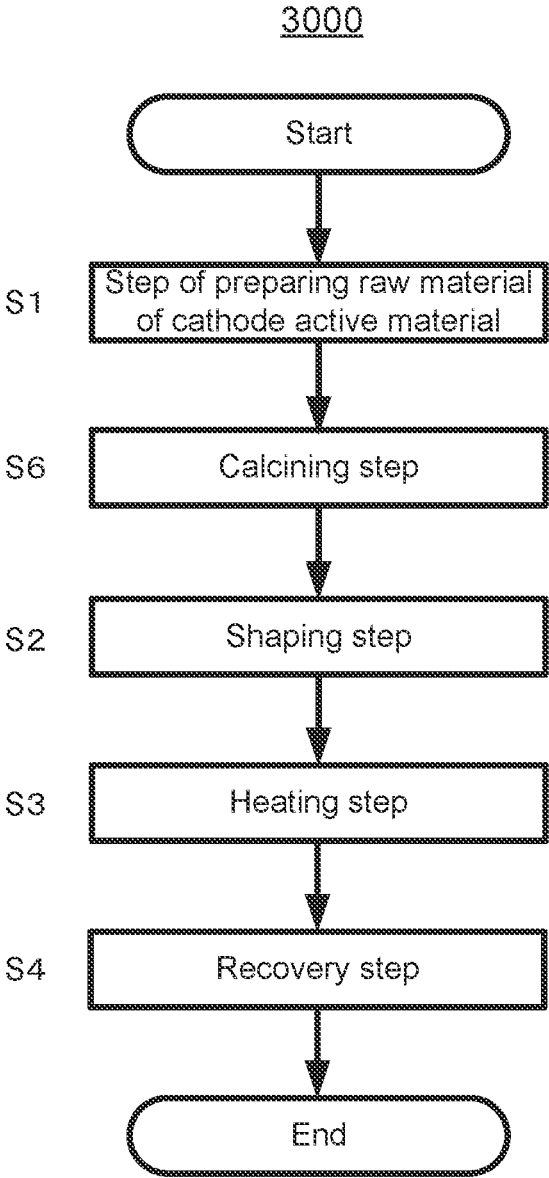 3000
Start
S1
Step of preparing raw material
of cathode active material
S6
Calcining step
S2
Shaping step
S3
Heating step
S4
Recovery step
End